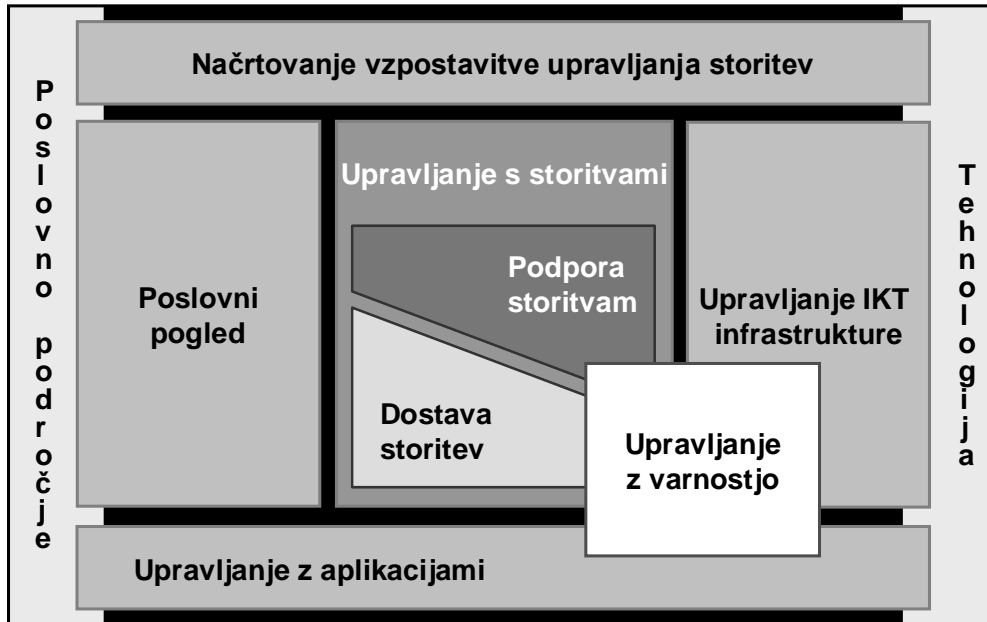 Načrtovanje vzpostavitve upravljanja storitev
Poslovno področje
Upravljanje s storitvami
Podpora
storitvam
Poslovni
pogled
Upravljanje IKT
infrastrukture
Dostava
storitev
Upravljanje
z varnostjo
Tehnologija
Upravljanje z aplikacijami